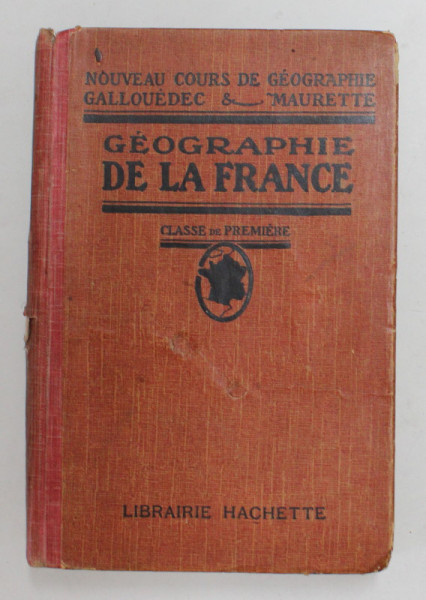 NOUVEAU COURS DE GÉOGRAPHIE
GALLOUÉDEC & MAURETTE
GÉOGRAPHIE
DE LA FRANCE
CLASSE DE PREMIÈRE
LIBRAIRIE HACHETTE